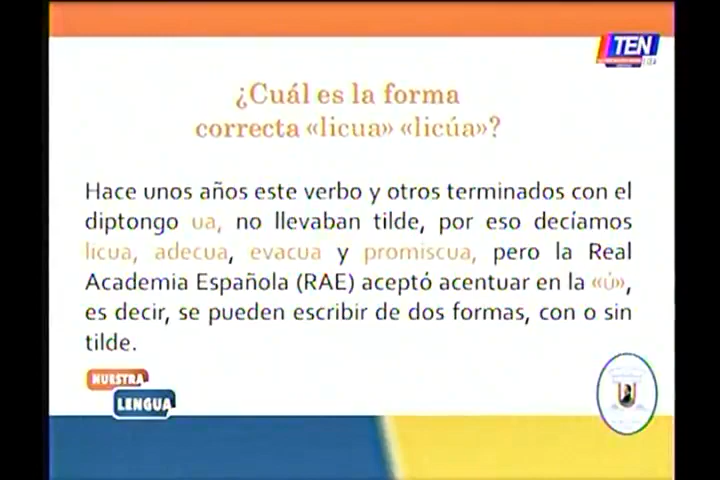 TEN
¿Cuál es la forma
correcta «licua» «licúa»?
Hace unos años este verbo y otros terminados con el
diptongo ua, no llevaban tilde, por eso decíamos
licua, adecua, evacua y promiscua, pero la Real
Academia Española (RAE) aceptó acentuar en la «ú»,
es decir, se pueden escribir de dos formas, con o sin
tilde.
NUESTRA
LENGUA